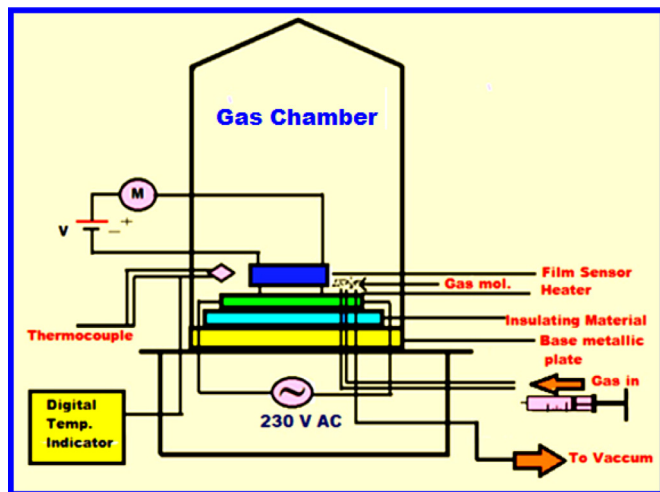 Gas Chamber
M
V
— +
Film Sensor
Gas mol.
Heater
Insulating Material
Thermocouple
Base metallic
plate
Gas in
Digital
Temp.
Indicator
230 V AC
To Vaccum